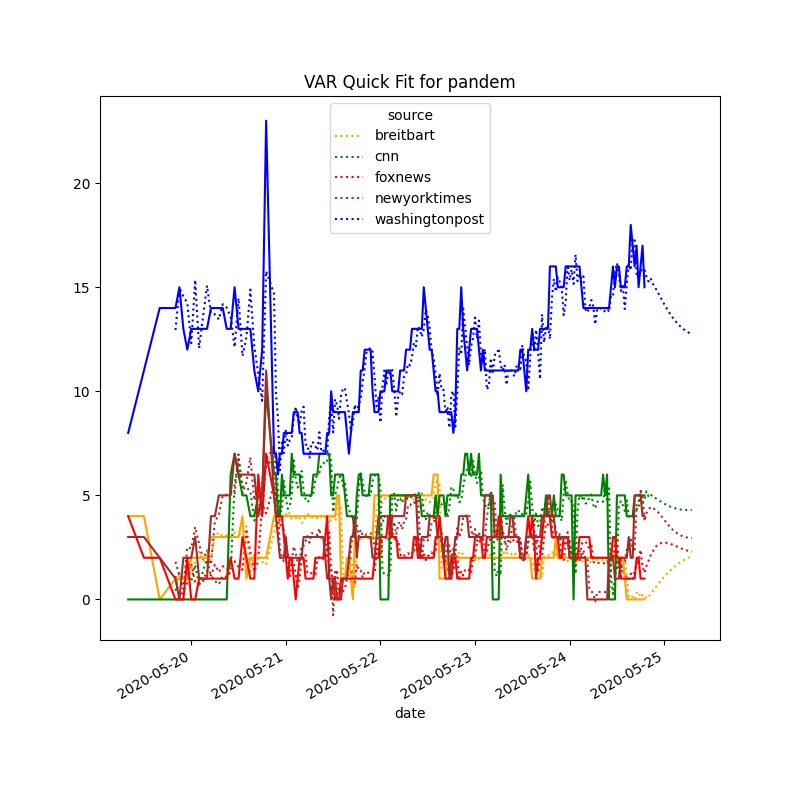 VAR Quick Fit for pandem
source
breitbart
cnn
foxnews
newyorktimes
washingtonpost
20
15
10
5
0
2020-05-20
2020-05-21
2020-05-22
2020-05-23
2020-05-24
2020-05-25
date